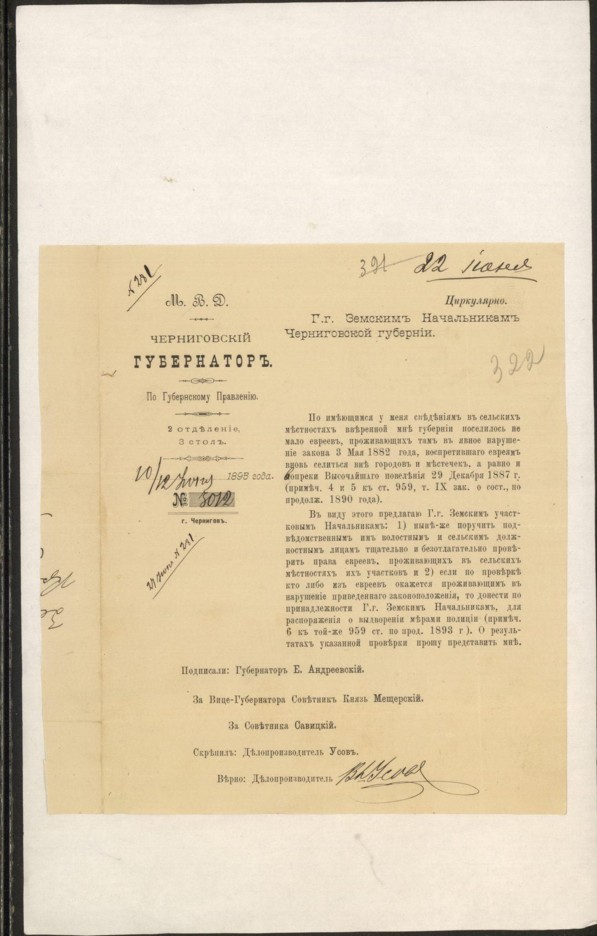 № 231
321 22 іюня
М. В. Д.
ЧЕРНИГОВСКІЙ
ГУБЕРНАТОРЪ.
По Губернскому Правленію.
2 отдѣленіе,
3 столъ.
10/12 Іюня 1895 года.
№ 5012
г. Черниговъ.
№ 231
Циркулярно.
Г.г. Земскимъ Начальникамъ
Черниговской губерніи.
322
По имѣющимся у меня свѣдѣніямъ въ сельскихъ
мѣстностяхъ ввѣренной мнѣ губерніи поселилось не
мало евреевъ, проживающихъ тамъ въ явное наруше-
ніе закона 3 Мая 1882 года, воспретившаго евреямъ
вновь селиться внѣ городовъ и мѣстечекъ, а равно и
вопреки Высочайшаго повелѣнія 29 Декабря 1887 г.
(примѣч. 4 и 5 къ ст. 959, т. IX зак. о сост., по
продолж. 1890 года).
Въ виду этого предлагаю Г.г. Земскимъ участ-
ковымъ Начальникамъ: 1) нынѣ-же поручить под-
вѣдомственнымъ имъ волостнымъ и сельскимъ долж-
ностнымъ лицамъ тщательно и безотлагательно провѣ-
рить права евреевъ, проживающихъ въ сельскихъ
мѣстностяхъ ихъ участковъ и 2) если по провѣркѣ
кто либо изъ евреевъ окажется проживающимъ въ
нарушеніе приведеннаго законоположенія, то донести по
принадлежности Г.г. Земскимъ Начальникамъ, для
распоряженія о выдвореніи мѣрами полиціи (примѣч.
6 къ той-же 959 ст. по прод. 1893 г). О резуль-
татахъ указанной провѣрки прошу представить мнѣ.
Подписали: Губернаторъ Е. Андреевскій.
За Вице-Губернатора Совѣтникъ Князь Мещерскій.
За Совѣтника Савицкій.
Скрѣпилъ: Дѣлопроизводитель Усовъ.
Вѣрно: Дѣлопроизводитель